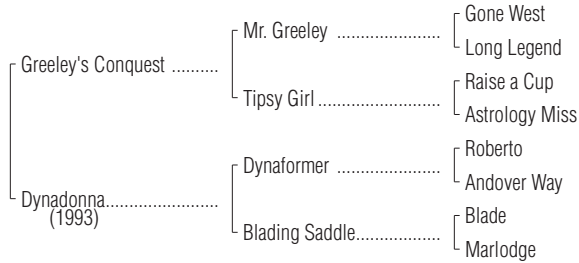 Gone West
Mr. Greeley ....................
Long Legend
Greeley's Conquest ..........
Raise a Cup
Tipsy Girl ........................
Astrology Miss
Roberto
Dynaformer ....................
Andover Way
Dynadonna.......................
(1993)
Blade
Blading Saddle.................
Marlodge